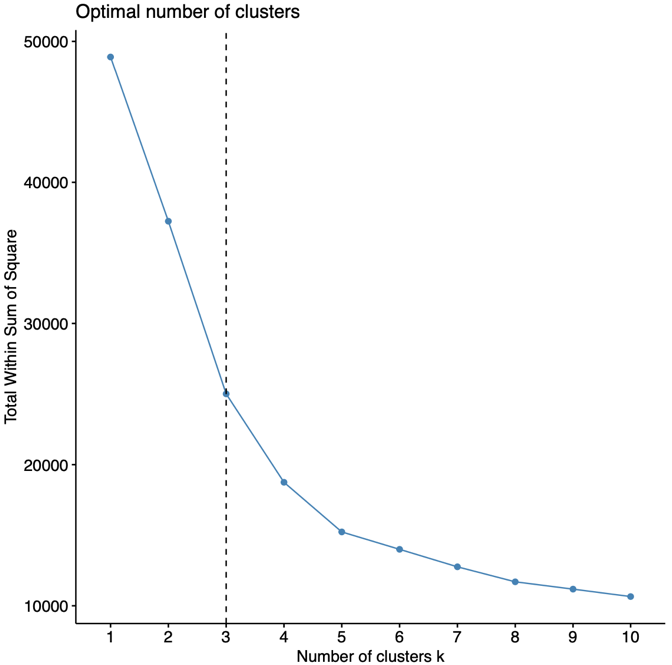 Optimal number of clusters
50000
40000
30000
20000
10000
Total Within Sum of Square
1 2 3 4 5 6 7 8 9 10
Number of clusters k